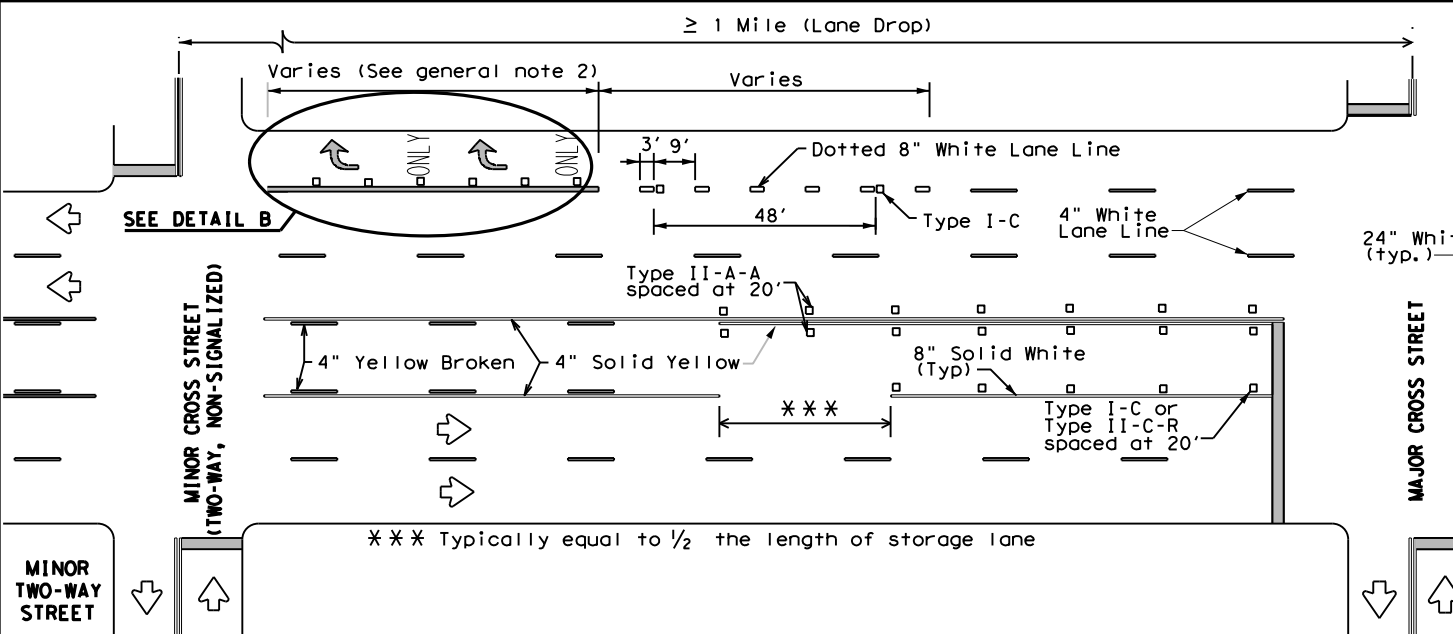 ≥ 1 Mile (Lane Drop)
Varies (See general note 2)
Varies
ONLY
ONLY
3'
9'
Dotted 8" White Lane Line
SEE DETAIL B
48'
Type I-C
4" White
Lane Line
24" Whi
(typ.)
Type II-A-A
spaced at 20'
MINOR CROSS STREET
(TWO-WAY, NON-SIGNALIZED)
4" Yellow Broken
4" Solid Yellow
8" Solid White
(Typ)
***
Type I-C or
Type II-C-R
spaced at 20'
MAJOR CROSS STREET
*** Typically equal to 1/2 the length of storage lane
MINOR
TWO-WAY
STREET